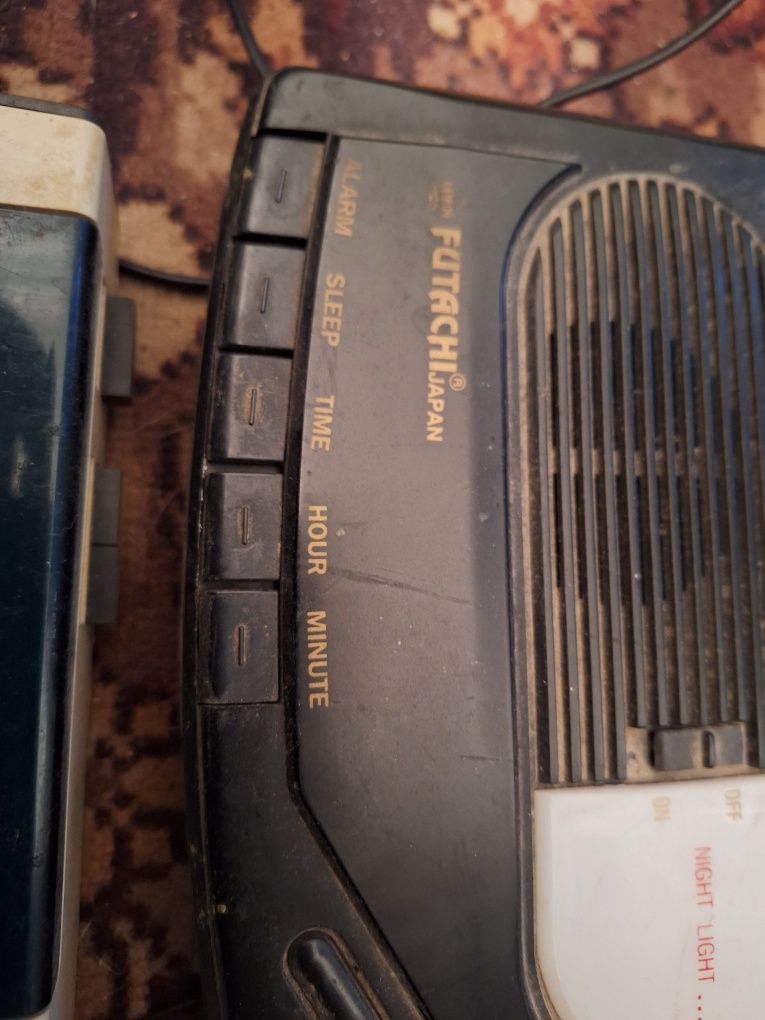 FUTACHI® JAPAN
ALARM SLEEP TIME HOUR MINUTE
OFF
ON
NIGHT LIGHT ...